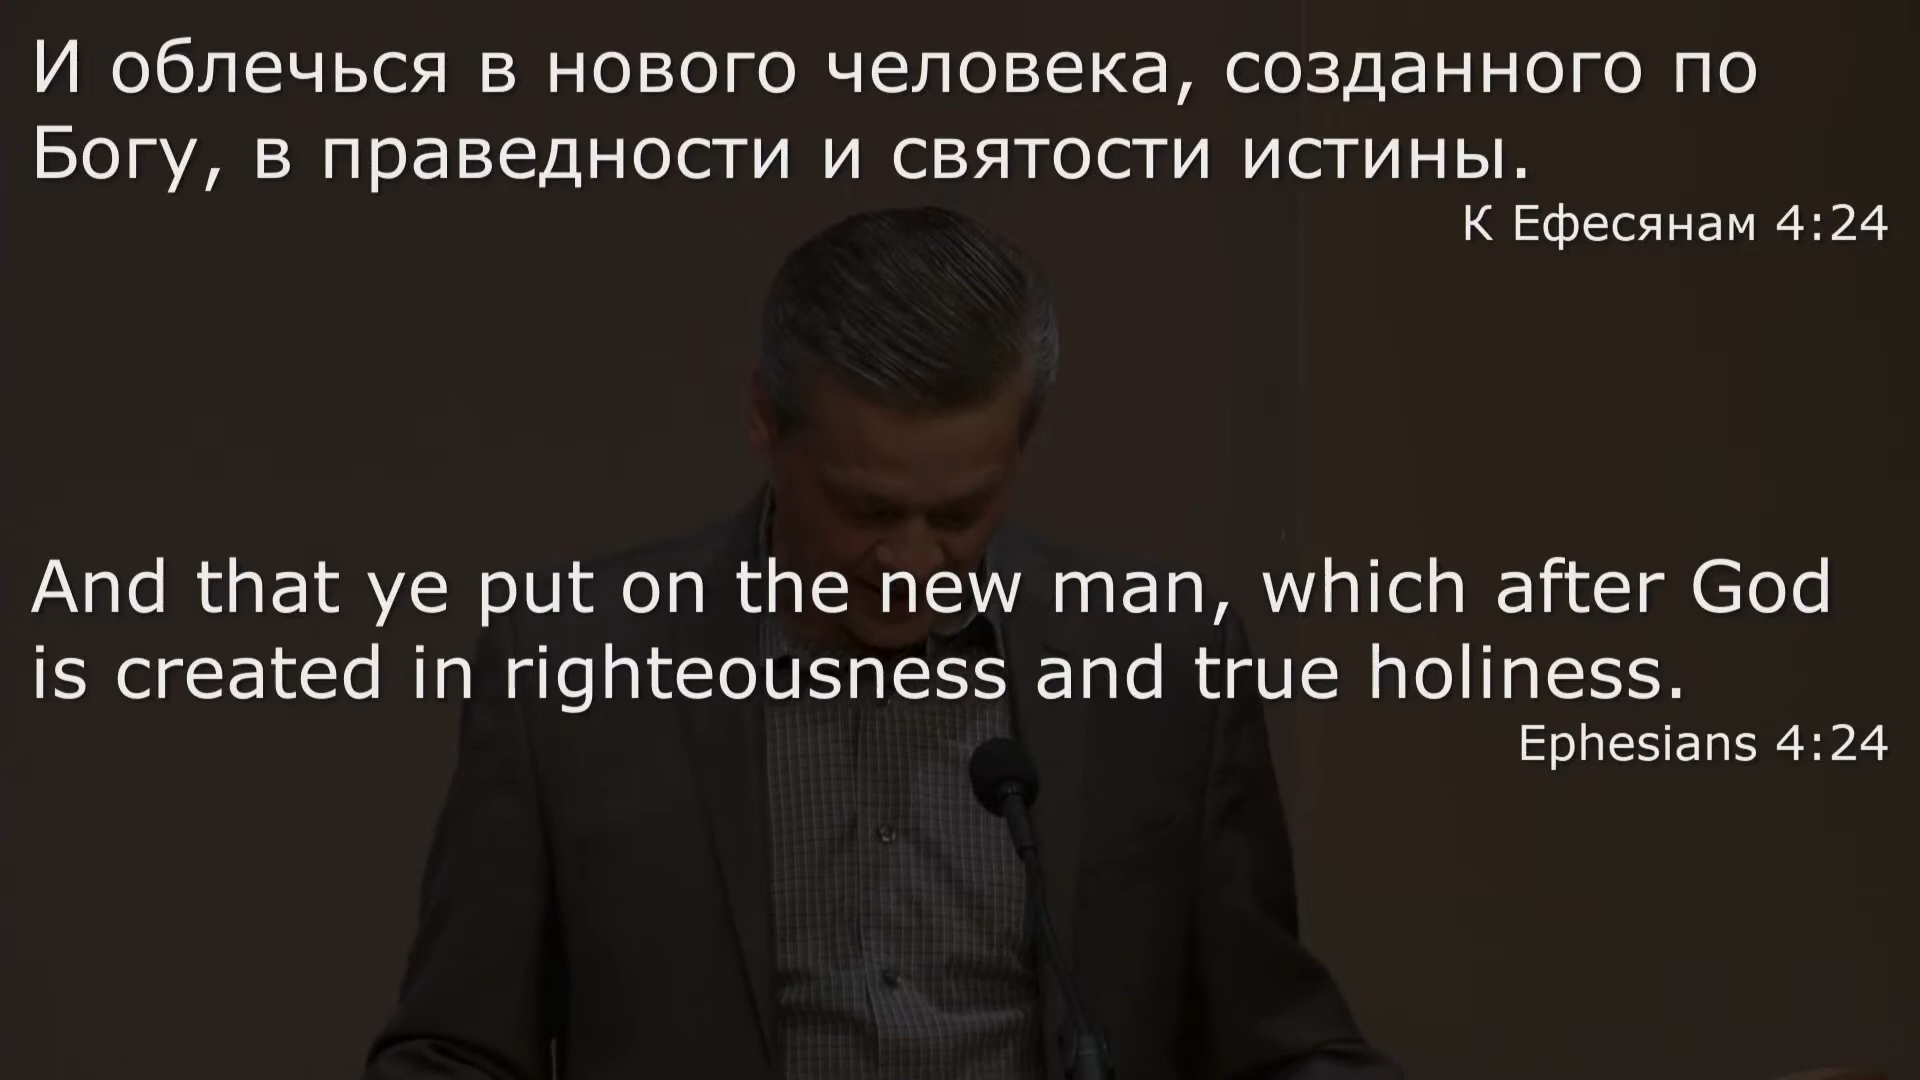 И облечься в нового человека, созданного по
Богу, в праведности и святости истины.
К Ефесянам 4:24
And that ye put on the new man, which after God
is created in righteousness and true holiness.
Ephesians 4:24